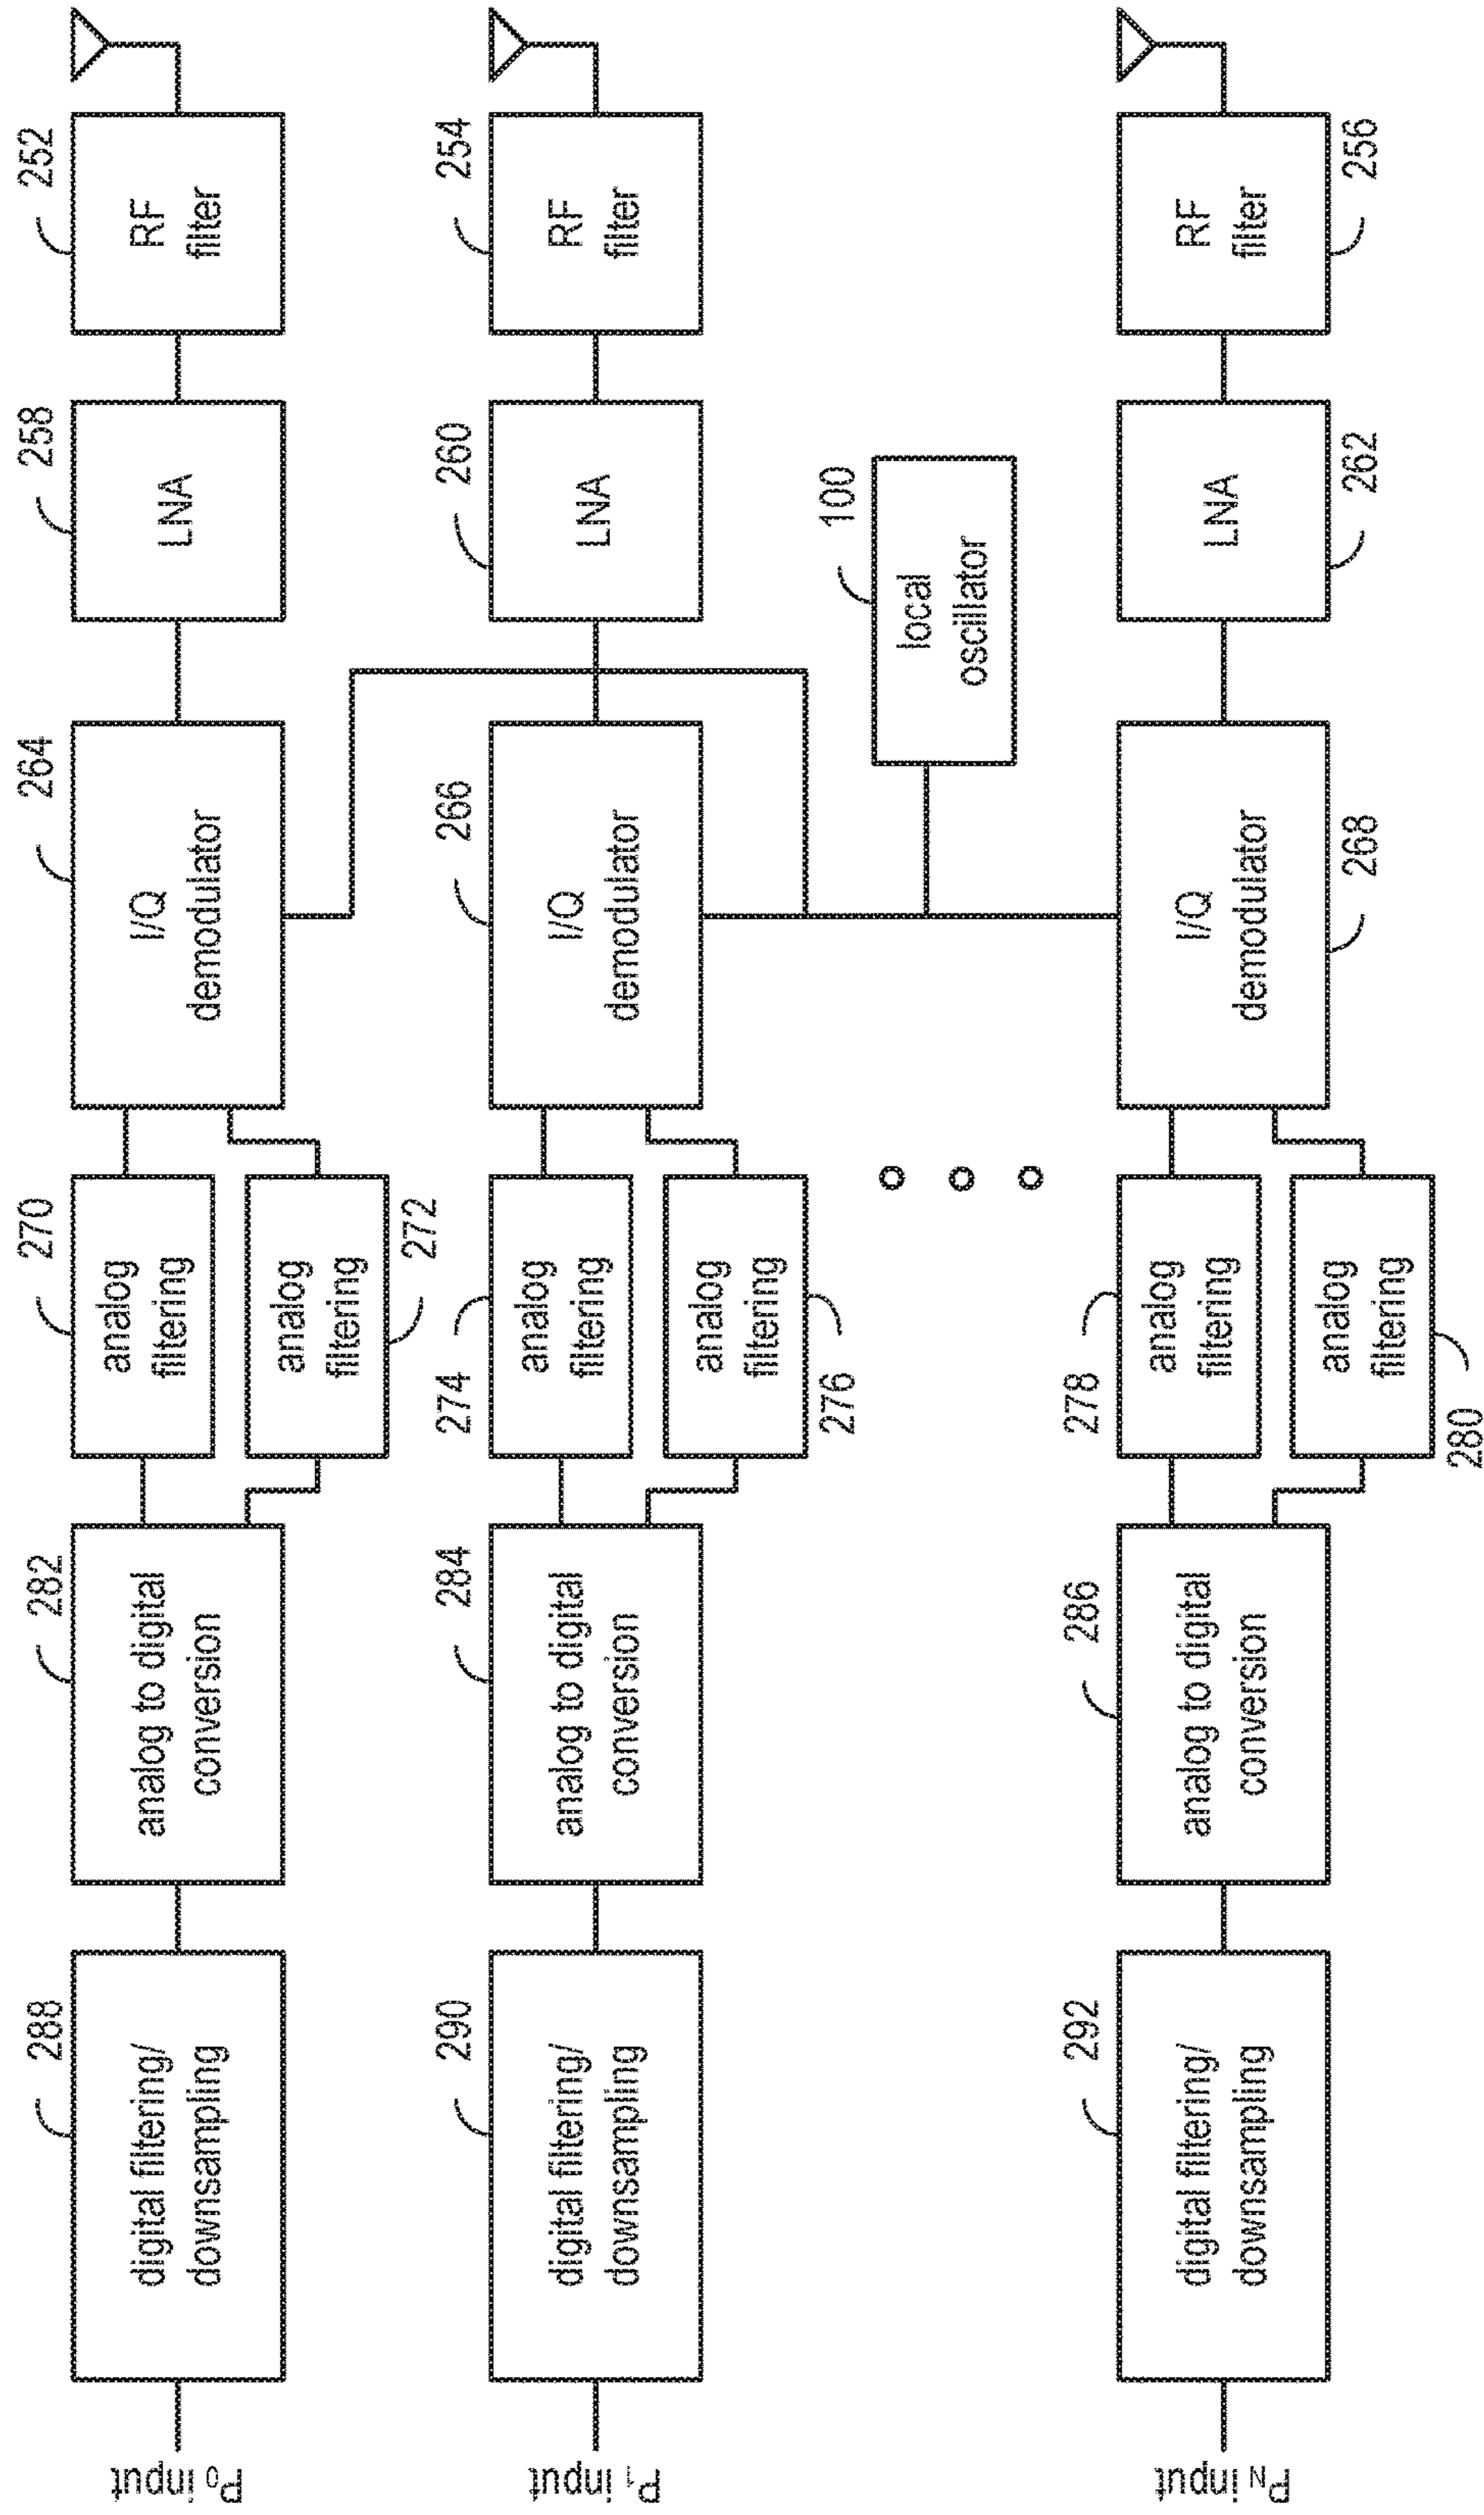 P0 input
288
digital filtering/
downsampling
282
analog to digital
conversion
270
analog
filtering
analog
filtering
272
264
I/Q
demodulator
258
LNA
252
RF
filter
P1 input
290
digital filtering/
downsampling
284
analog to digital
conversion
274
analog
filtering
analog
filtering
276
266
I/Q
demodulator
260
LNA
254
RF
filter
100
local
oscillator
PN input
292
digital filtering/
downsampling
286
analog to digital
conversion
278
analog
filtering
analog
filtering
280
I/Q
demodulator
268
LNA
262
RF
filter
256